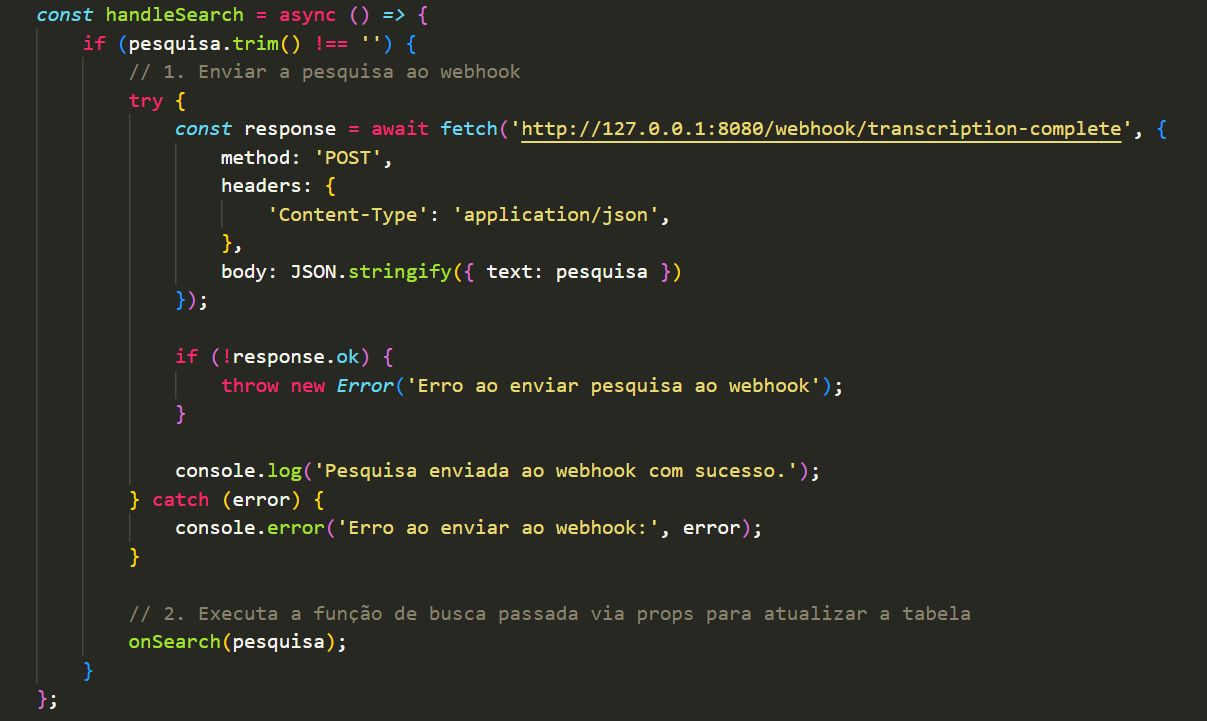 const handleSearch = async () => {
if (pesquisa.trim() !== '') {
// 1. Enviar a pesquisa ao webhook
try {
const response = await fetch('http://127.0.0.1:8080/webhook/transcription-complete', {
method: 'POST',
headers: {
'Content-Type': 'application/json',
},
body: JSON.stringify({ text: pesquisa })
});
if (!response.ok) {
throw new Error('Erro ao enviar pesquisa ao webhook');
}
console.log('Pesquisa enviada ao webhook com sucesso.');
} catch (error) {
console.error('Erro ao enviar ao webhook:', error);
}
// 2. Executa a função de busca passada via props para atualizar a tabela
onSearch(pesquisa);
}
};